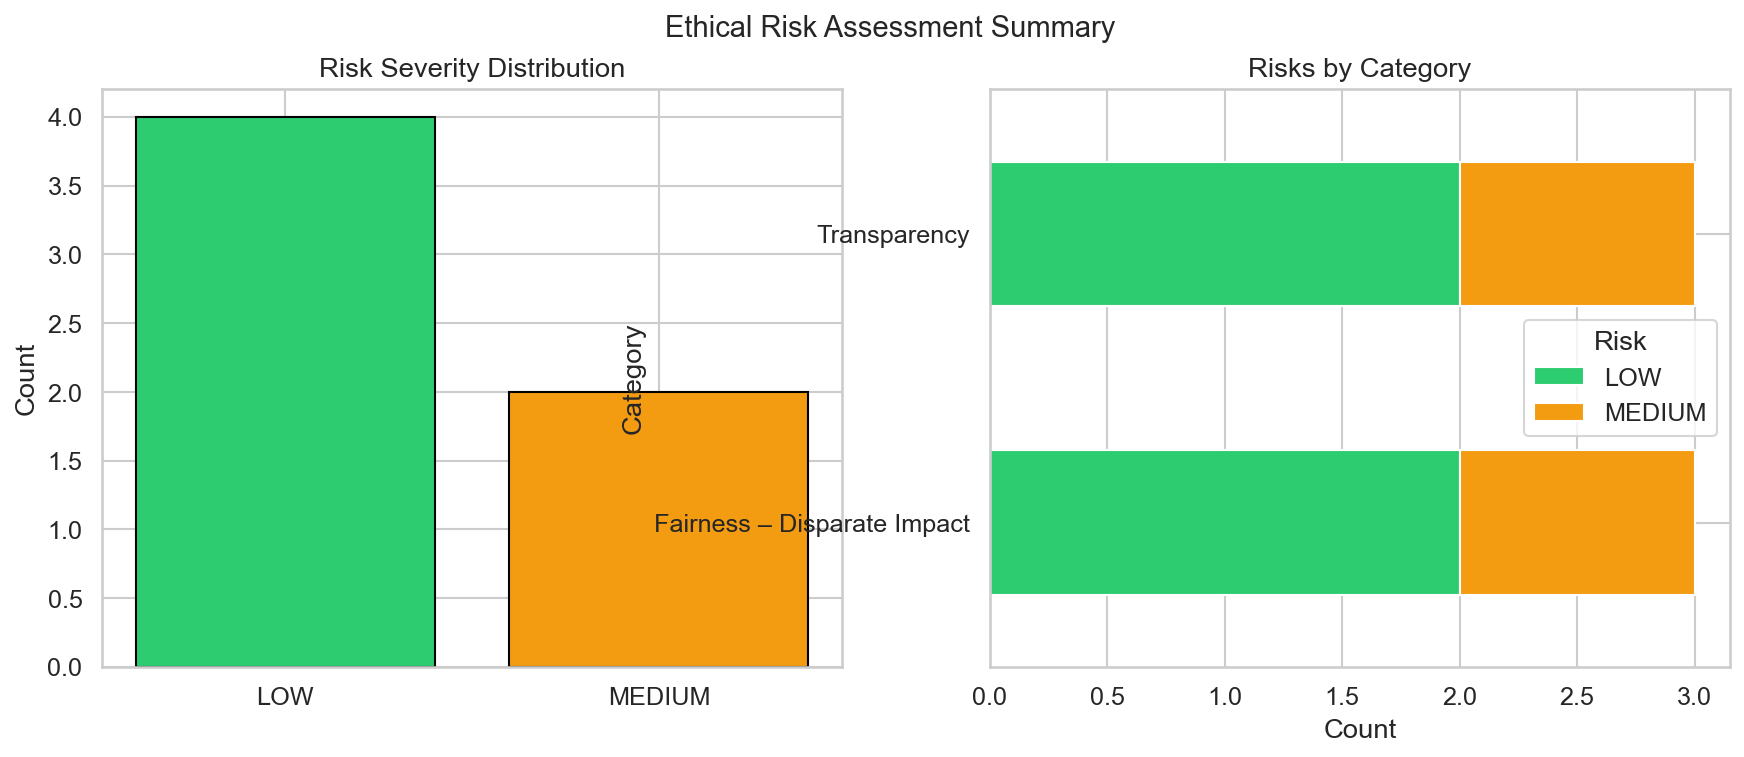 Ethical Risk Assessment Summary
Risk Severity Distribution
Count
4.0
3.5
3.0
2.5
2.0
1.5
1.0
0.5
0.0
LOW
MEDIUM
Risks by Category
Category
Transparency
Fairness – Disparate Impact
Risk
LOW
MEDIUM
0.0 0.5 1.0 1.5 2.0 2.5 3.0
Count